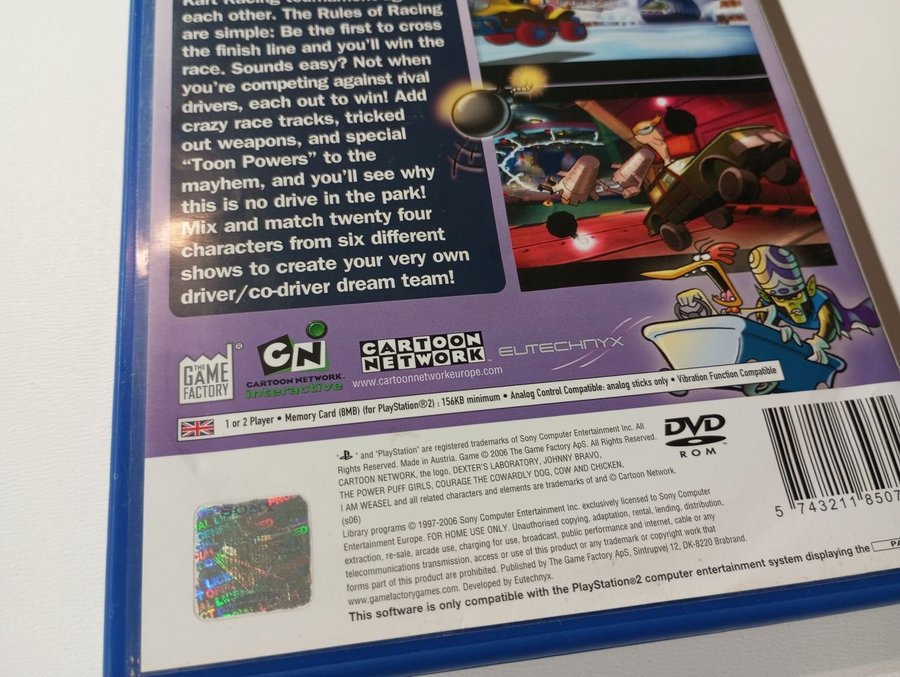 Kart Racing tournament
each other. The Rules of Racing
are simple: Be the first to cross
the finish line and you'll win the
race. Sounds easy? Not when
you're competing against rival
drivers, each out to win! Add
crazy race tracks, tricked
out weapons, and special
"Toon Powers" to the
mayhem, and you'll see why
this is no drive in the park!
Mix and match twenty four
characters from six different
shows to create your very own
driver/co-driver dream team!
THE
GAME
FACTORY
®
CN
CARTOON NETWORK.
interactive
CARTOON
NETWORK
www.cartoonnetworkeurope.com
EUTECHNYX
1 or 2 Player • Memory Card (8MB) (for PlayStation®2) : 156KB minimum • Analog Control Compatible: analog sticks only • Vibration Function Compatible
" and "PlayStation" are registered trademarks of Sony Computer Entertainment Inc. All
Rights Reserved. Made in Austria. Game © 2006 The Game Factory ApS. All Rights Reserved.
CARTOON NETWORK, the logo, DEXTER'S LABORATORY, JOHNNY BRAVO,
THE POWER PUFF GIRLS, COURAGE THE COWARDLY DOG, COW AND CHICKEN,
I AM WEASEL and all related characters and elements are trademarks of and © Cartoon Network.
(s06)
Library programs © 1997-2006 Sony Computer Entertainment Inc. exclusively licensed to Sony Computer
Entertainment Europe. FOR HOME USE ONLY. Unauthorised copying, adaptation, rental, lending, distribution,
extraction, re-sale, arcade use, charging for use, broadcast, public performance and internet, cable or any
telecommunications transmission, access or use of this product or any trademark or copyright work that
forms part of this product are prohibited. Published by The Game Factory ApS, Sintrupvej 12, DK-8220 Brabrand.
www.gamefactorygames.com. Developed by Eutechnyx.
This software is only compatible with the PlayStation®2 computer entertainment system displaying the
DVD
ROM
5 743211 8507
SONY